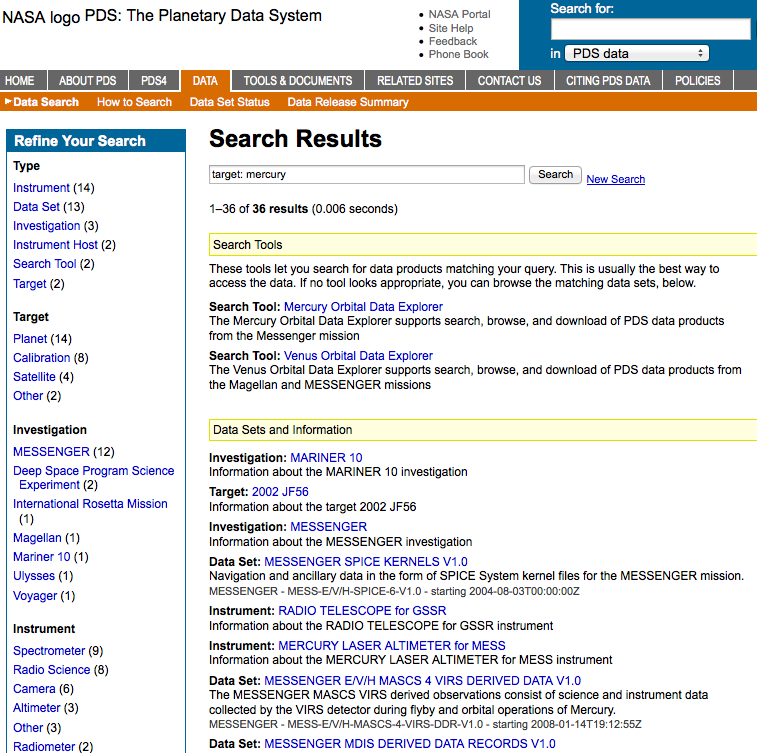 NASA logo PDS: The Planetary Data System
NASA Portal
Site Help
Feedback
Phone Book
Search for:
in PDS data
HOME ABOUT PDS PDS4 DATA TOOLS & DOCUMENTS RELATED SITES CONTACT US CITING PDS DATA POLICIES
Data Search How to Search Data Set Status Data Release Summary
Refine Your Search
Type
Instrument (14)
Data Set (13)
Investigation (3)
Instrument Host (2)
Search Tool (2)
Target (2)
Target
Planet (14)
Calibration (8)
Satellite (4)
Other (2)
Investigation
MESSENGER (12)
Deep Space Program Science
Experiment (2)
International Rosetta Mission
(1)
Magellan (1)
Mariner 10 (1)
Ulysses (1)
Voyager (1)
Instrument
Spectrometer (9)
Radio Science (8)
Camera (6)
Altimeter (3)
Other (3)
Radiometer (2)
Search Results
target: mercury Search New Search
1–36 of 36 results (0.006 seconds)
Search Tools
These tools let you search for data products matching your query. This is usually the best way to
access the data. If no tool looks appropriate, you can browse the matching data sets, below.
Search Tool: Mercury Orbital Data Explorer
The Mercury Orbital Data Explorer supports search, browse, and download of PDS data products
from the Messenger mission
Search Tool: Venus Orbital Data Explorer
The Venus Orbital Data Explorer supports search, browse, and download of PDS data products from
the Magellan and MESSENGER missions
Data Sets and Information
Investigation: MARINER 10
Information about the MARINER 10 investigation
Target: 2002 JF56
Information about the target 2002 JF56
Investigation: MESSENGER
Information about the MESSENGER investigation
Data Set: MESSENGER SPICE KERNELS V1.0
Navigation and ancillary data in the form of SPICE System kernel files for the MESSENGER mission.
MESSENGER - MESS-E/V/H-SPICE-6-V1.0 - starting 2004-08-03T00:00:00Z
Instrument: RADIO TELESCOPE for GSSR
Information about the RADIO TELESCOPE for GSSR instrument
Instrument: MERCURY LASER ALTIMETER for MESS
Information about the MERCURY LASER ALTIMETER for MESS instrument
Data Set: MESSENGER E/V/H MASCS 4 VIRS DERIVED DATA V1.0
The MESSENGER MASCS VIRS derived observations consist of science and instrument data
collected by the VIRS detector during flyby and orbital operations of Mercury.
MESSENGER - MESS-E/V/H-MASCS-4-VIRS-DDR-V1.0 - starting 2008-01-14T19:12:55Z
Data Set: MESSENGER MDIS DERIVED DATA RECORDS V1.0